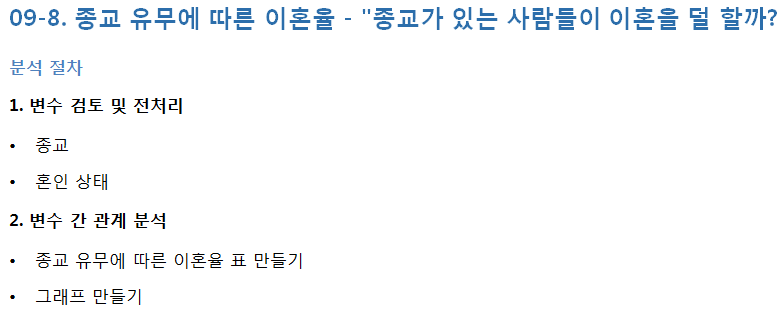 09-8. 종교 유무에 따른 이혼율 - "종교가 있는 사람들이 이혼을 덜 할까?
분석 절차
1. 변수 검토 및 전처리
• 종교
• 혼인 상태
2. 변수 간 관계 분석
• 종교 유무에 따른 이혼율 표 만들기
• 그래프 만들기